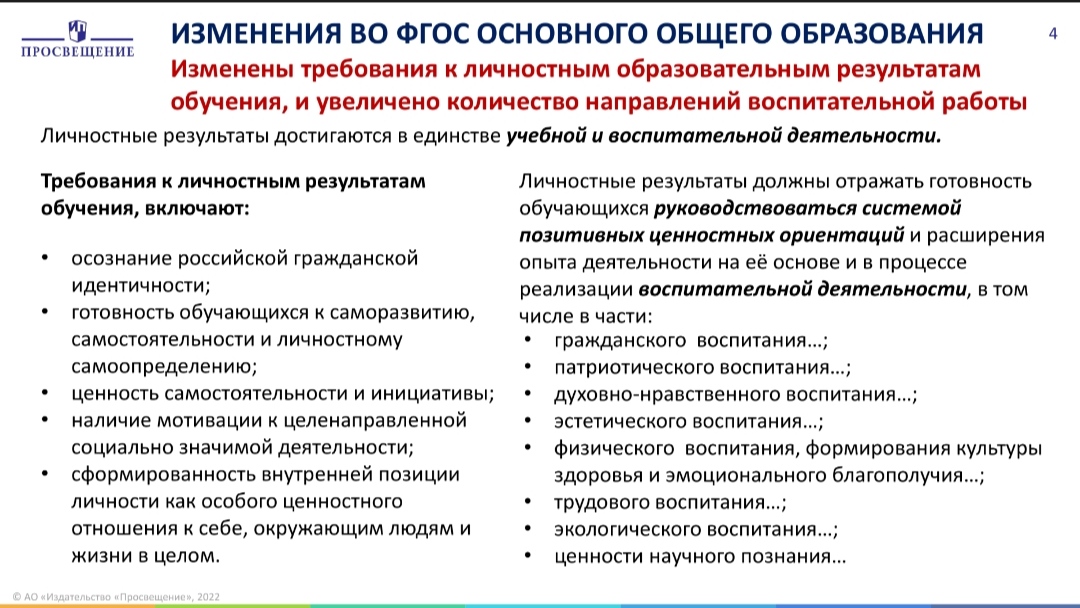 ПРОСВЕЩЕНИЕ
ИЗМЕНЕНИЯ ВО ФГОС ОСНОВНОГО ОБЩЕГО ОБРАЗОВАНИЯ
4
Изменены требования к личностным образовательным результатам
обучения, и увеличено количество направлений воспитательной работы
Личностные результаты достигаются в единстве учебной и воспитательной деятельности.
Требования к личностным результатам
обучения, включают:
• осознание российской гражданской
идентичности;
• готовность обучающихся к саморазвитию,
самостоятельности и личностному
самоопределению;
• ценность самостоятельности и инициативы;
• наличие мотивации к целенаправленной
социально значимой деятельности;
• сформированность внутренней позиции
личности как особого ценностного
отношения к себе, окружающим людям и
жизни в целом.
Личностные результаты должны отражать готовность
обучающихся руководствоваться системой
позитивных ценностных ориентаций и расширения
опыта деятельности на её основе и в процессе
реализации воспитательной деятельности, в том
числе в части:
• гражданского воспитания…;
• патриотического воспитания…;
• духовно-нравственного воспитания…;
• эстетического воспитания…;
• физического воспитания, формирования культуры
здоровья и эмоционального благополучия…;
• трудового воспитания…;
• экологического воспитания…;
• ценности научного познания…
© АО «Издательство «Просвещение», 2022